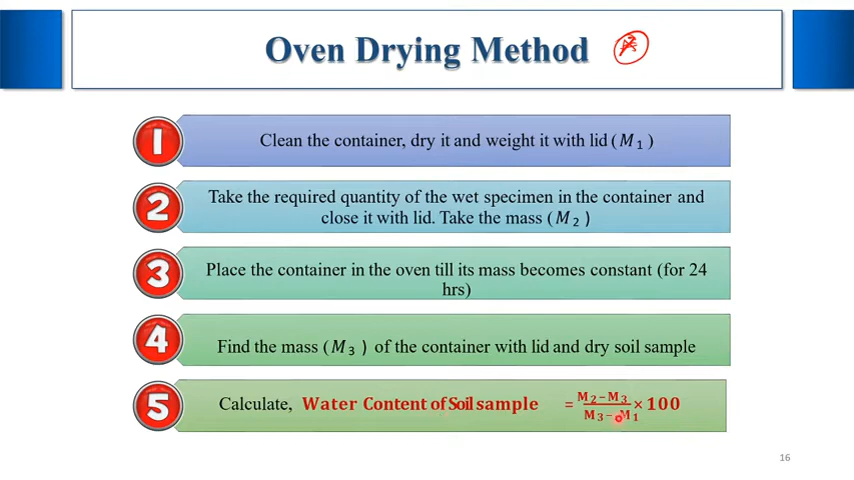 Oven Drying Method
1
Clean the container, dry it and weight it with lid (M₁)
2
Take the required quantity of the wet specimen in the container and
close it with lid. Take the mass (M₂)
3
Place the container in the oven till its mass becomes constant (for 24
hrs)
4
Find the mass (M₃) of the container with lid and dry soil sample
5
Calculate, Water Content of Soil sample = (M₂−M₃)/(M₃−M₁) × 100
16